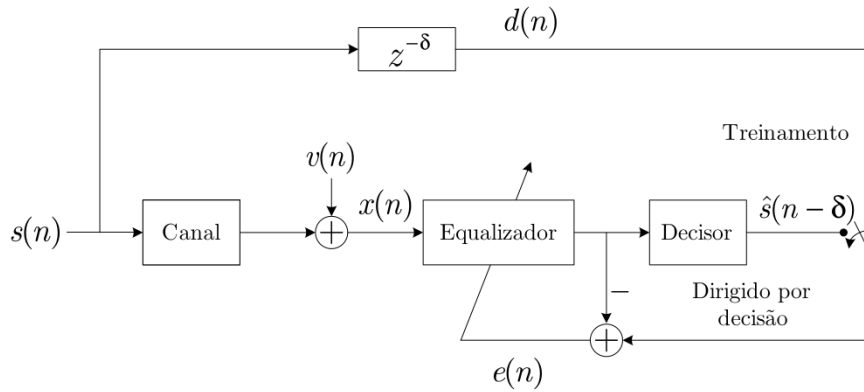 d(n)
z^{-δ}
Treinamento
v(n)
x(n)
ŝ(n − δ)
s(n)
Canal
+
Equalizador
Decisor
−
Dirigido por
decisão
+
e(n)